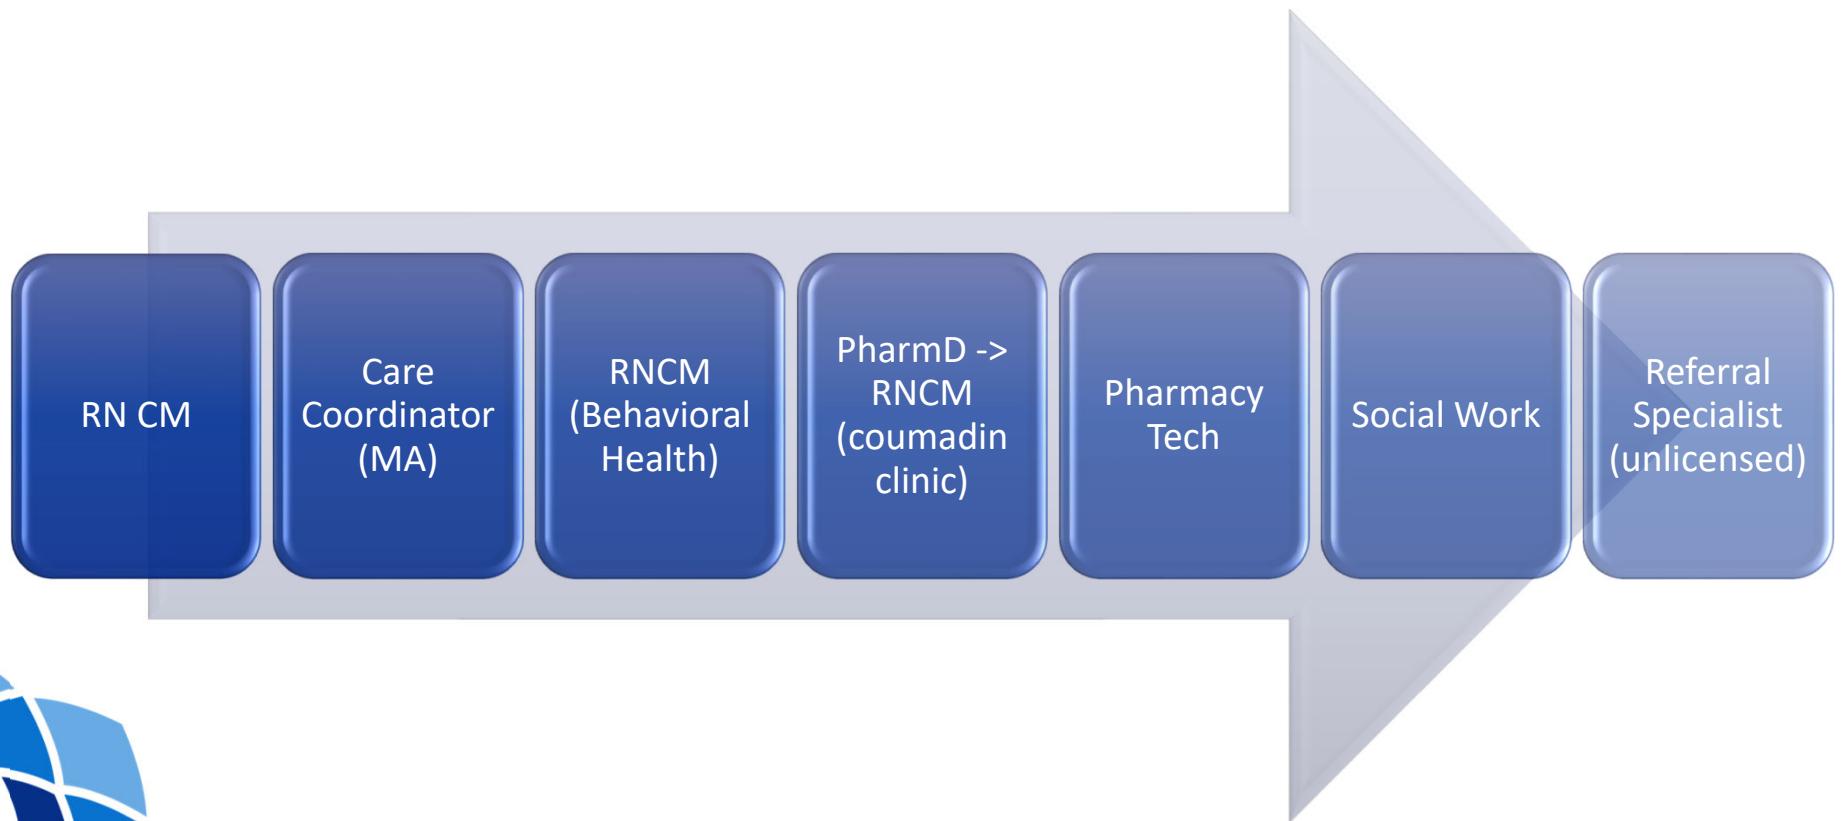 RN CM
Care
Coordinator
(MA)
RNCM
(Behavioral
Health)
PharmD ->
RNCM
(coumadin
clinic)
Pharmacy
Tech
Social Work
Referral
Specialist
(unlicensed)